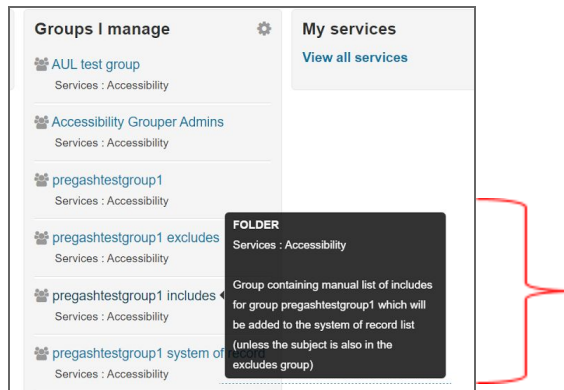 Groups I manage
AUL test group
Services : Accessibility
Accessibility Grouper Admins
Services : Accessibility
pregashtestgroup1
Services : Accessibility
pregashtestgroup1 excludes
Services : Accessibility
pregashtestgroup1 includes
Services : Accessibility
pregashtestgroup1 system of record
Services : Accessibility
FOLDER
Services : Accessibility
Group containing manual list of includes
for group pregashtestgroup1 which will
be added to the system of record list
(unless the subject is also in the
excludes group)
My services
View all services